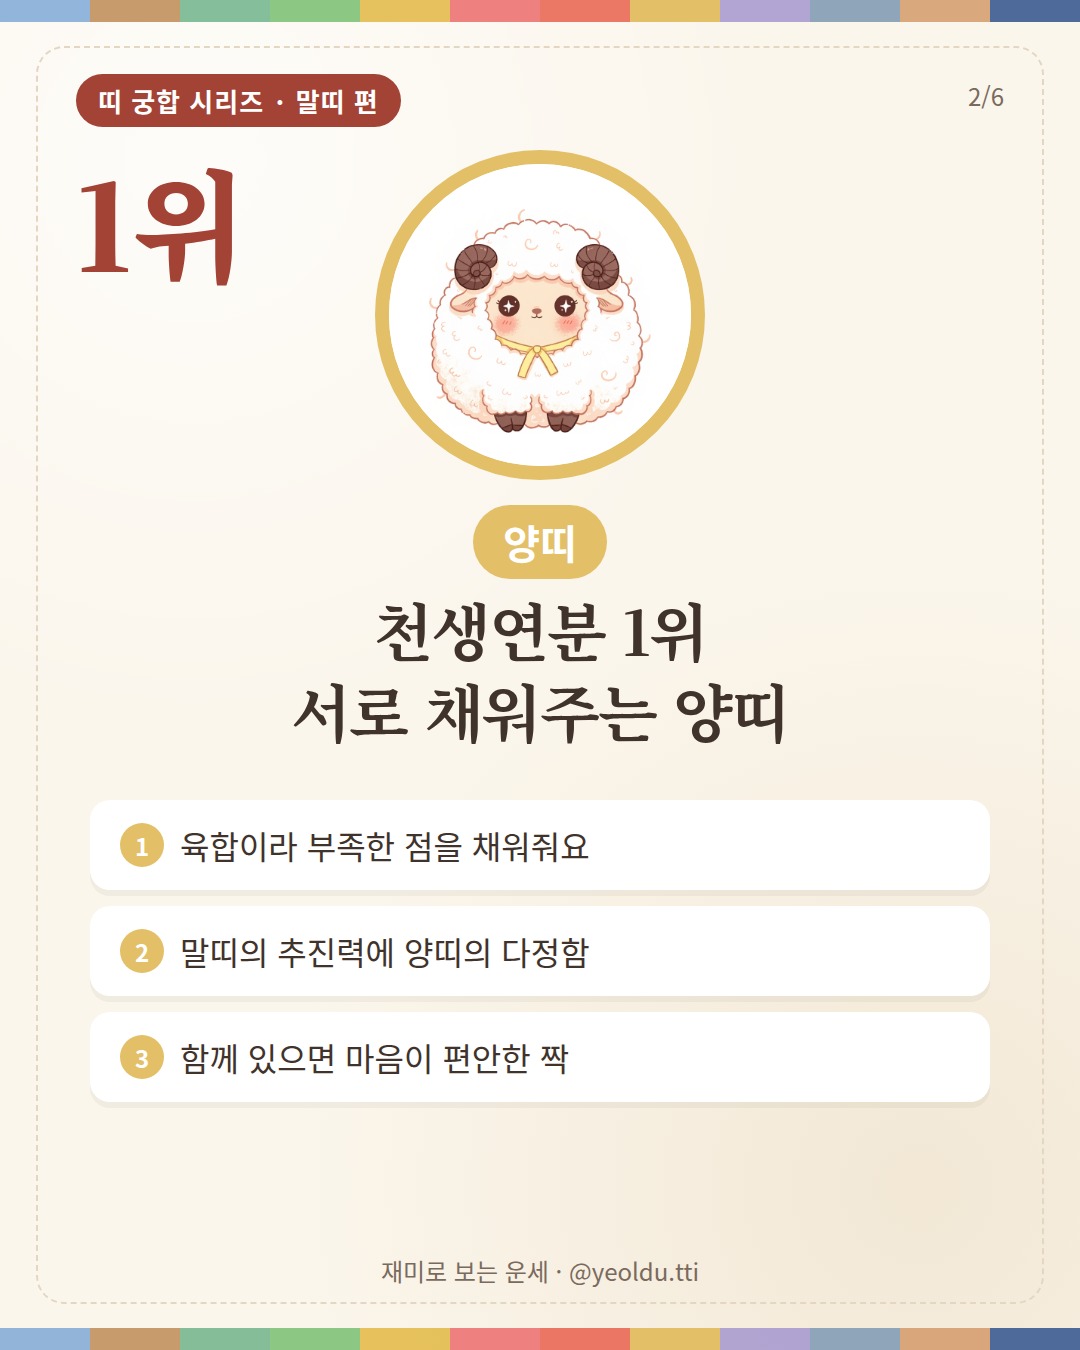 띠 궁합 시리즈 · 말띠 편
2/6
1위
양띠
천생연분 1위
서로 채워주는 양띠
1 육합이라 부족한 점을 채워줘요
2 말띠의 추진력에 양띠의 다정함
3 함께 있으면 마음이 편안한 짝
재미로 보는 운세 · @yeoldu.tti